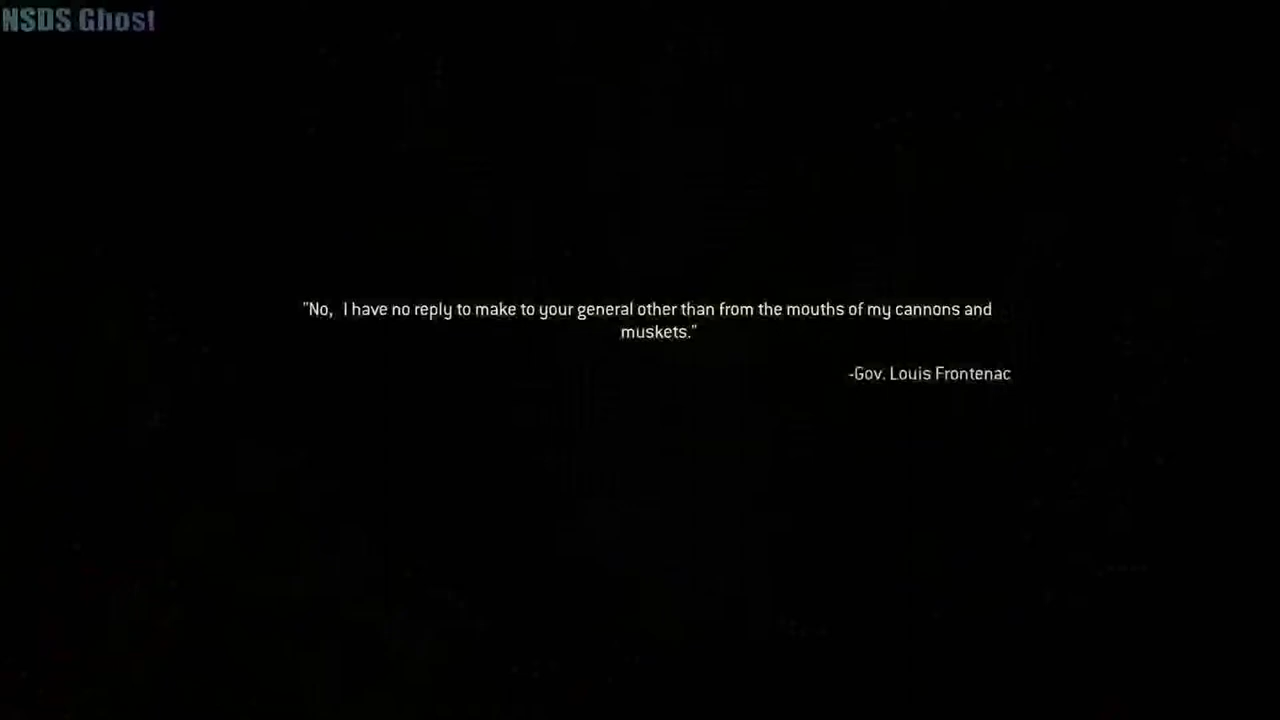 NSDS Ghost
"No, I have no reply to make to your general other than from the mouths of my cannons and
muskets."
-Gov. Louis Frontenac